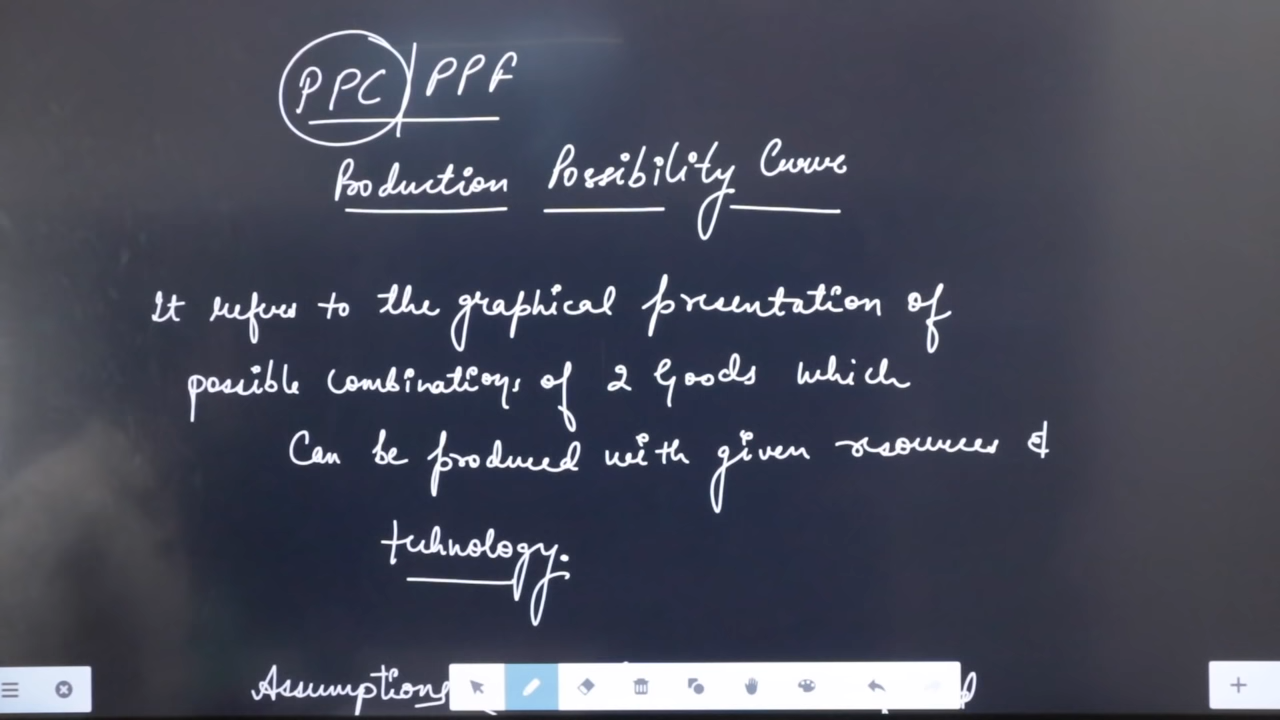 PPC | PPF
Production Possibility Curve
It refers to the graphical presentation of
possible combinations of 2 Goods which
Can be produced with given resources &
technology.
Assumptions